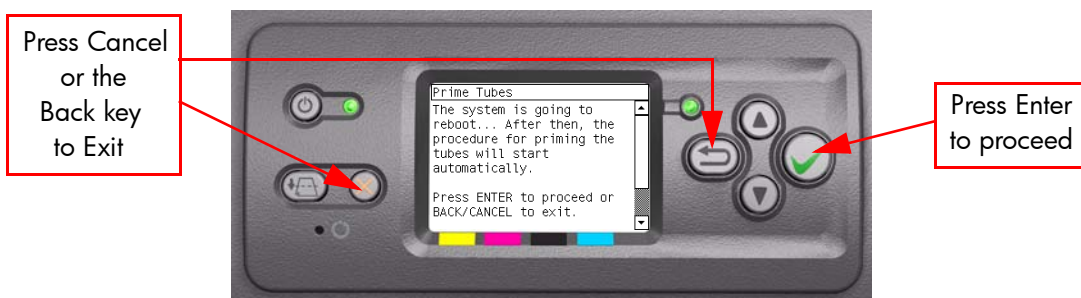 Press Cancel
or the
Back key
to Exit
Prime Tubes
The system is going to
reboot... After then, the
procedure for priming the
tubes will start
automatically.
Press ENTER to proceed or
BACK/CANCEL to exit.
Press Enter
to proceed